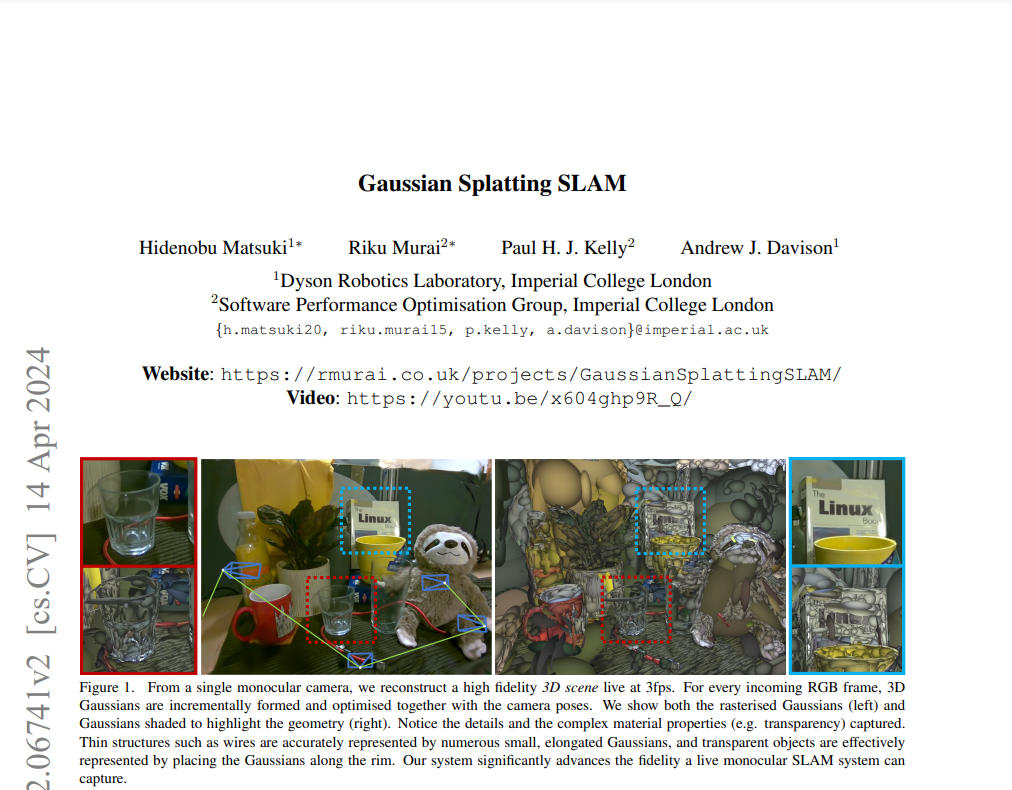 Gaussian Splatting SLAM
Hidenobu Matsuki1* Riku Murai2* Paul H. J. Kelly2 Andrew J. Davison1
1Dyson Robotics Laboratory, Imperial College London
2Software Performance Optimisation Group, Imperial College London
{h.matsuki20, riku.murai15, p.kelly, a.davison}@imperial.ac.uk
Website: https://rmurai.co.uk/projects/GaussianSplattingSLAM/
Video: https://youtu.be/x604ghp9R_Q/
2.06741v2 [cs.CV] 14 Apr 2024
Linux
The
Linux
Figure 1. From a single monocular camera, we reconstruct a high fidelity 3D scene live at 3fps. For every incoming RGB frame, 3D
Gaussians are incrementally formed and optimised together with the camera poses. We show both the rasterised Gaussians (left) and
Gaussians shaded to highlight the geometry (right). Notice the details and the complex material properties (e.g. transparency) captured.
Thin structures such as wires are accurately represented by numerous small, elongated Gaussians, and transparent objects are effectively
represented by placing the Gaussians along the rim. Our system significantly advances the fidelity a live monocular SLAM system can
capture.